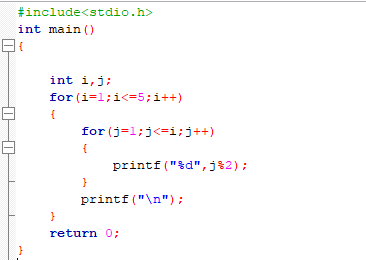 #include<stdio.h>
int main()
{
int i,j;
for(i=1;i<=5;i++)
{
for(j=1;j<=i;j++)
{
printf("%d",j%2);
}
printf("\n");
}
return 0;
}